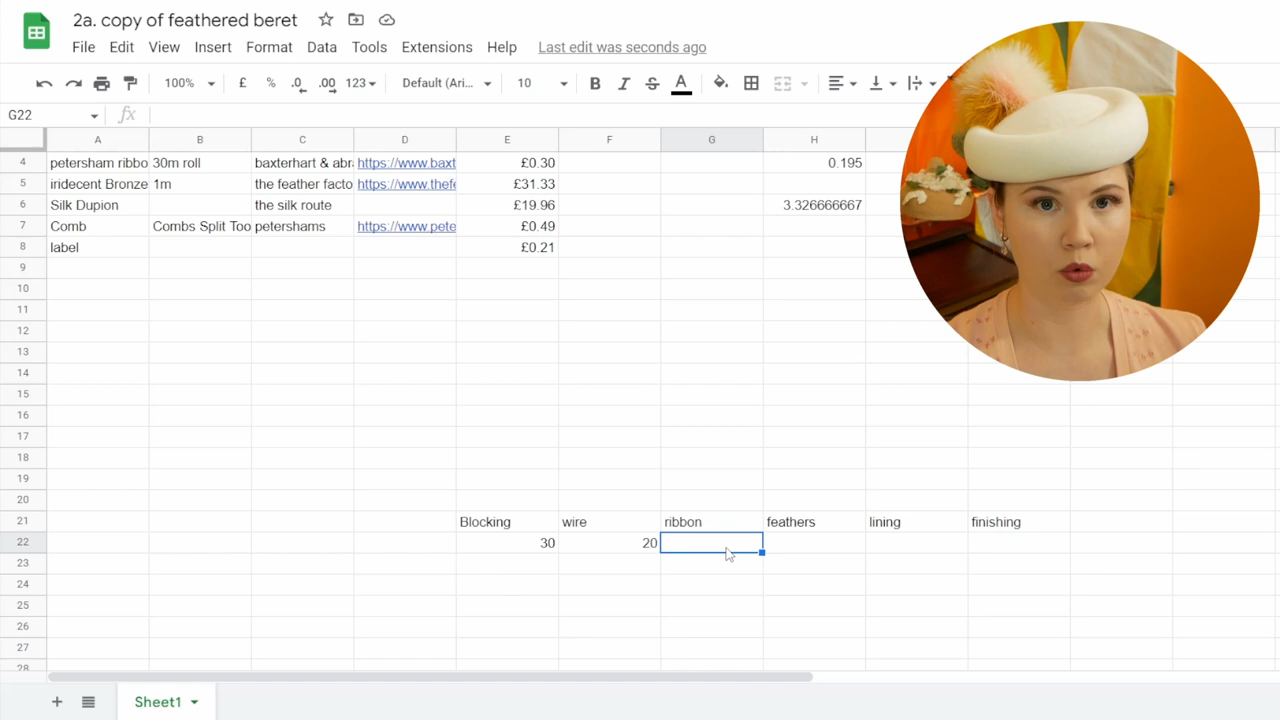 2a. copy of feathered beret
File Edit View Insert Format Data Tools Extensions Help Last edit was seconds ago
100% £ % .0 .00 123 Default (Ari... 10 B I S A
G22 fx
A B C D E F G H
4 petersham ribbo 30m roll baxterhart & abra https://www.baxt £0.30 0.195
5 iridecent Bronze 1m the feather facto https://www.thefe £31.33
6 Silk Dupion the silk route £19.96 3.326666667
7 Comb Combs Split Too petershams https://www.pete £0.49
8 label £0.21
9
10
11
12
13
14
15
16
17
18
19
20
21 Blocking wire ribbon feathers lining finishing
22 30 20
23
24
25
26
27
28
Sheet1